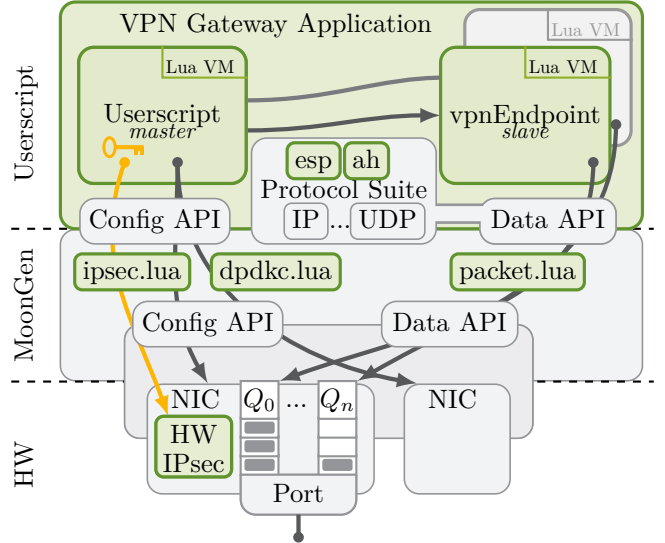 VPN Gateway Application
Lua VM
Lua VM
Lua VM
Userscript
master
vpnEndpoint
slave
esp
ah
Protocol Suite
IP
...
UDP
Config API
Data API
Userscript
ipsec.lua
dpdkc.lua
packet.lua
Config API
Data API
MoonGen
NIC
Q0
...
Qn
NIC
HW
IPsec
Port
HW